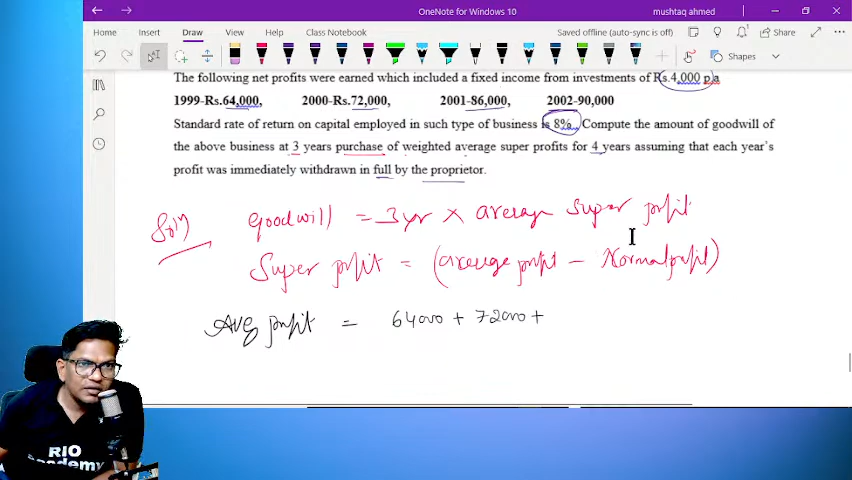 OneNote for Windows 10
mushtaq ahmed
Home Insert Draw View Help Class Notebook
Saved offline (auto-sync is off)
Share
Shapes
The following net profits were earned which included a fixed income from investments of Rs.4,000 p)a
1999-Rs.64,000, 2000-Rs.72,000, 2001-86,000, 2002-90,000
Standard rate of return on capital employed in such type of business is 8%. Compute the amount of goodwill of
the above business at 3 years purchase of weighted average super profits for 4 years assuming that each year's
profit was immediately withdrawn in full by the proprietor.
Sol'n goodwill = 3 yr × average super profit
Super profit = (average profit - Normal profit)
Avg profit = 64000 + 72000 +
RIO
Academy